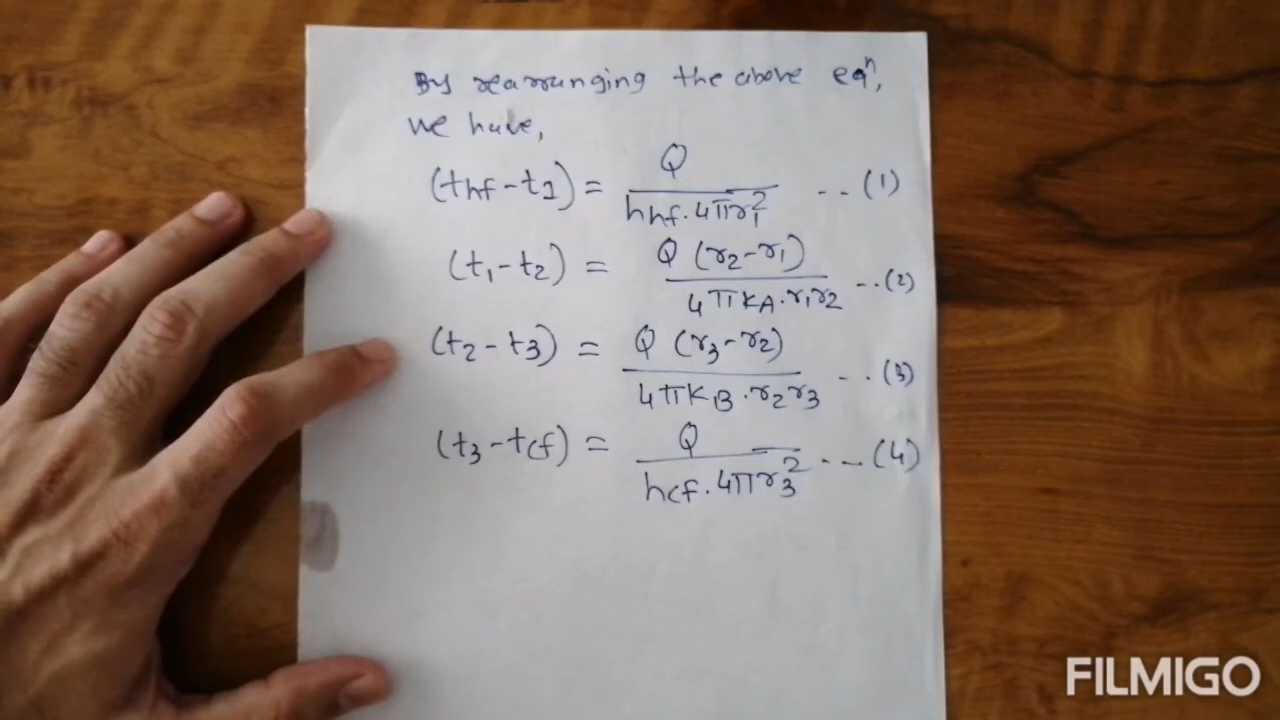 By rearranging the above eqⁿ,
we have,
(thf - t1) = Q / hhf . 4πr₁² -- (1)
(t₁ - t₂) = Q (r₂ - r₁) / 4πkA . r₁r₂ -- (2)
(t₂ - t₃) = Q (r₃ - r₂) / 4πkB . r₂r₃ -- (3)
(t₃ - tcf) = Q / hcf . 4πr₃² -- (4)
FILMIGO